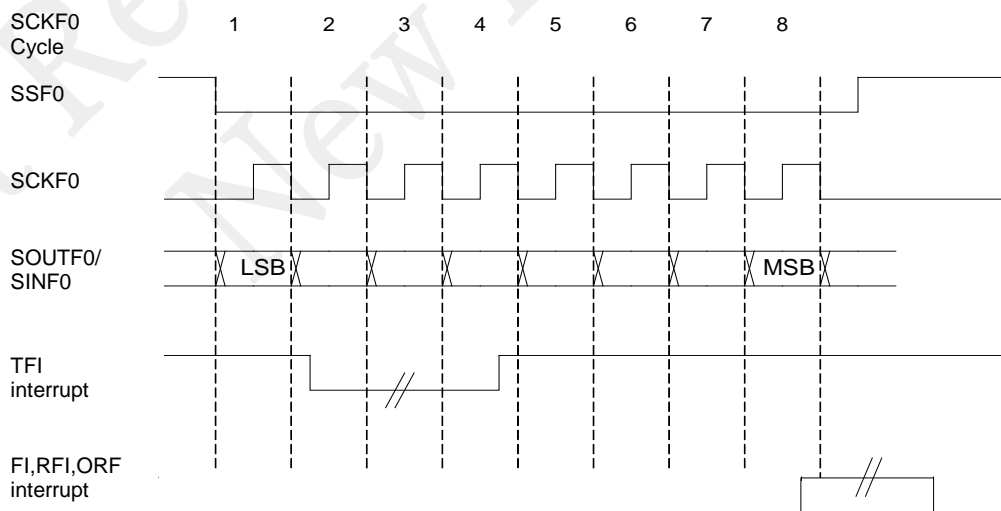 SCKF0
Cycle
1 2 3 4 5 6 7 8
SSF0
SCKF0
SOUTF0/
SINF0
LSB MSB
TFI
interrupt
FI,RFI,ORF
interrupt
New